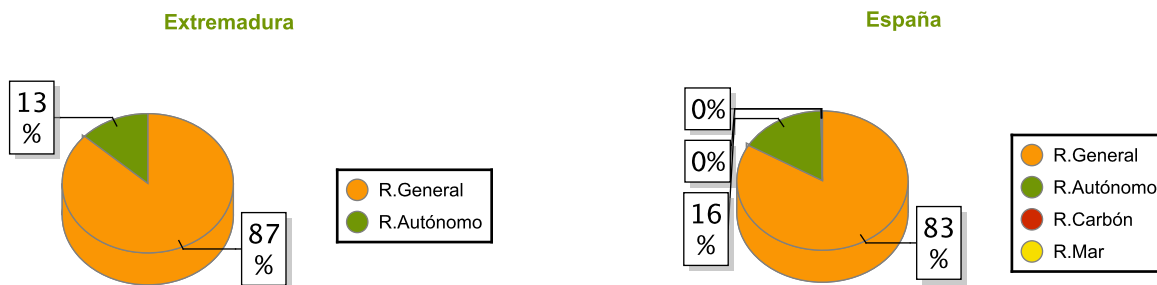 Extremadura
13
%
87
%
R.General
R.Autónomo
España
0%
0%
16
%
83
%
R.General
R.Autónomo
R.Carbón
R.Mar